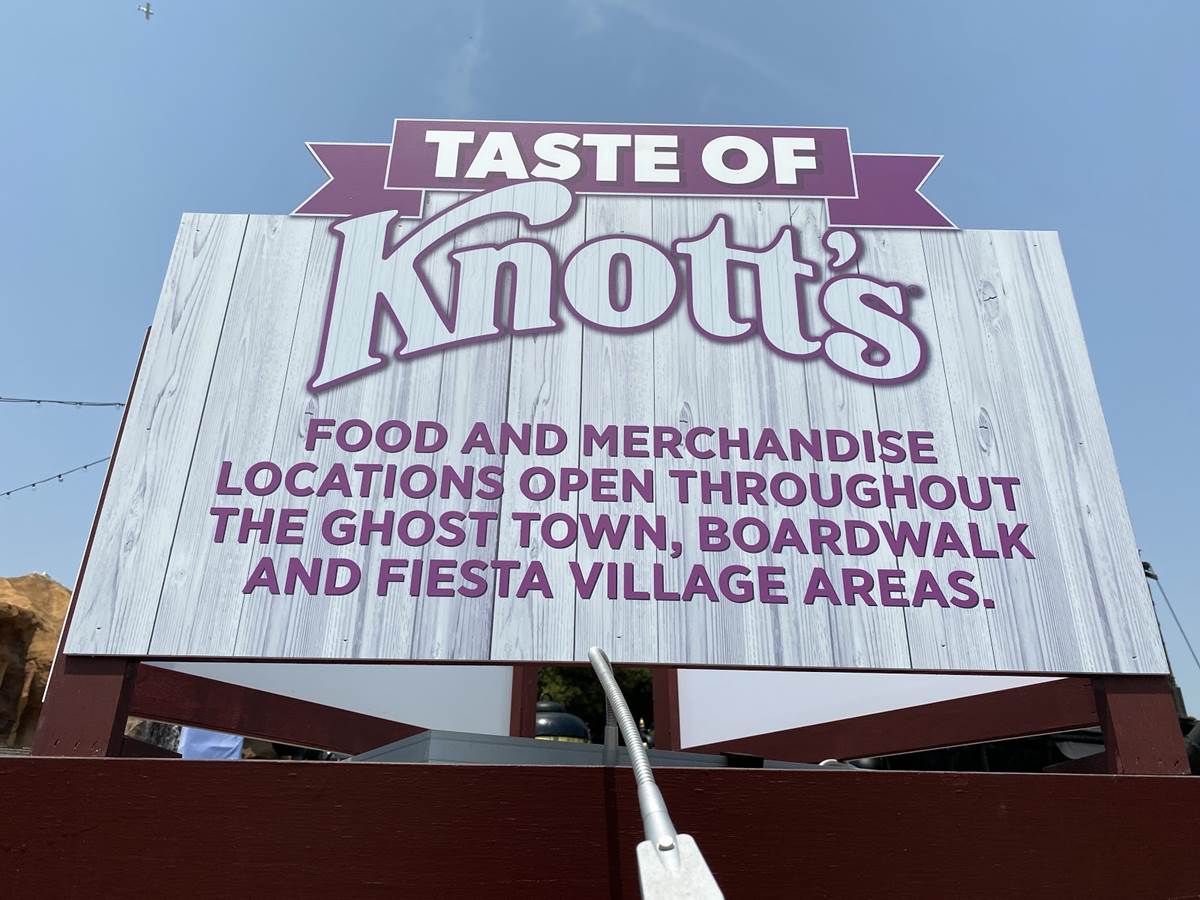 TASTE OF
Knott's
FOOD AND MERCHANDISE
LOCATIONS OPEN THROUGHOUT
THE GHOST TOWN, BOARDWALK
AND FIESTA VILLAGE AREAS.